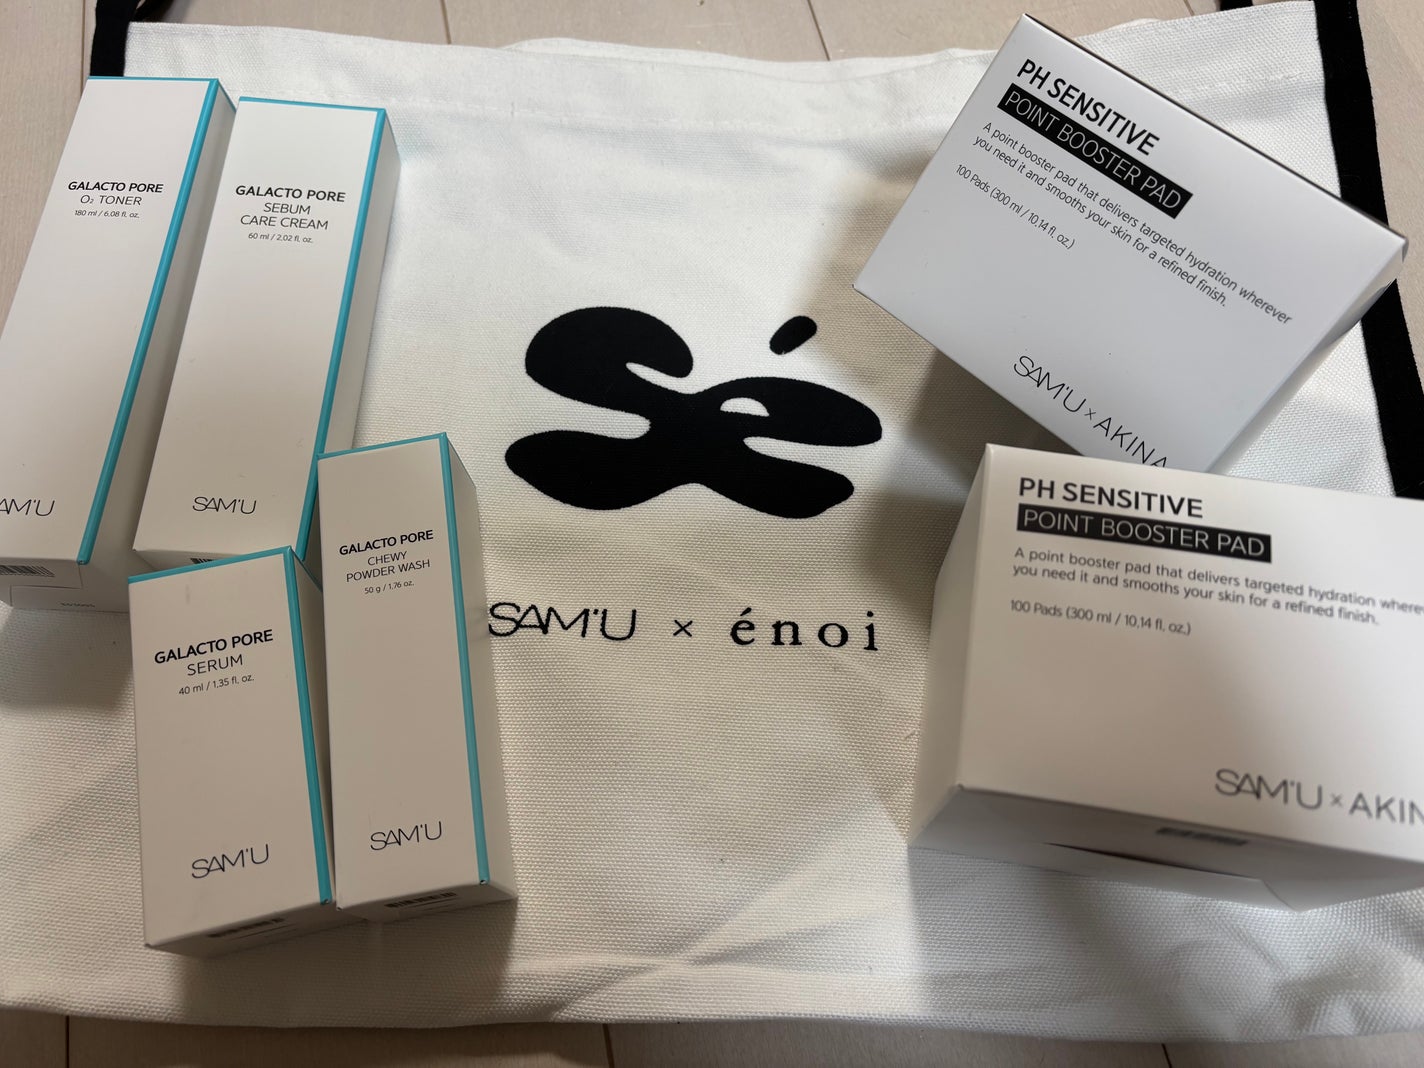 GALACTO PORE
O₂ TONER
180 ml / 6.08 fl. oz.
AM'U
GALACTO PORE
SEBUM
CARE CREAM
60 ml / 2.02 fl. oz.
SAM'U
GALACTO PORE
SERUM
40 ml / 1.35 fl. oz.
SAM'U
GALACTO PORE
CHEWY
POWDER WASH
50 g / 1.76 oz.
SAM'U
Sé
SAM'U × énoi
PH SENSITIVE
POINT BOOSTER PAD
A point booster pad that delivers targeted hydration wherever
you need it and smooths your skin for a refined finish.
100 Pads (300 ml / 10.14 fl. oz.)
SAM'U × AKINA
PH SENSITIVE
POINT BOOSTER PAD
A point booster pad that delivers targeted hydration where
you need it and smooths your skin for a refined finish.
100 Pads (300 ml / 10.14 fl. oz.)
SAM'U × AKIN